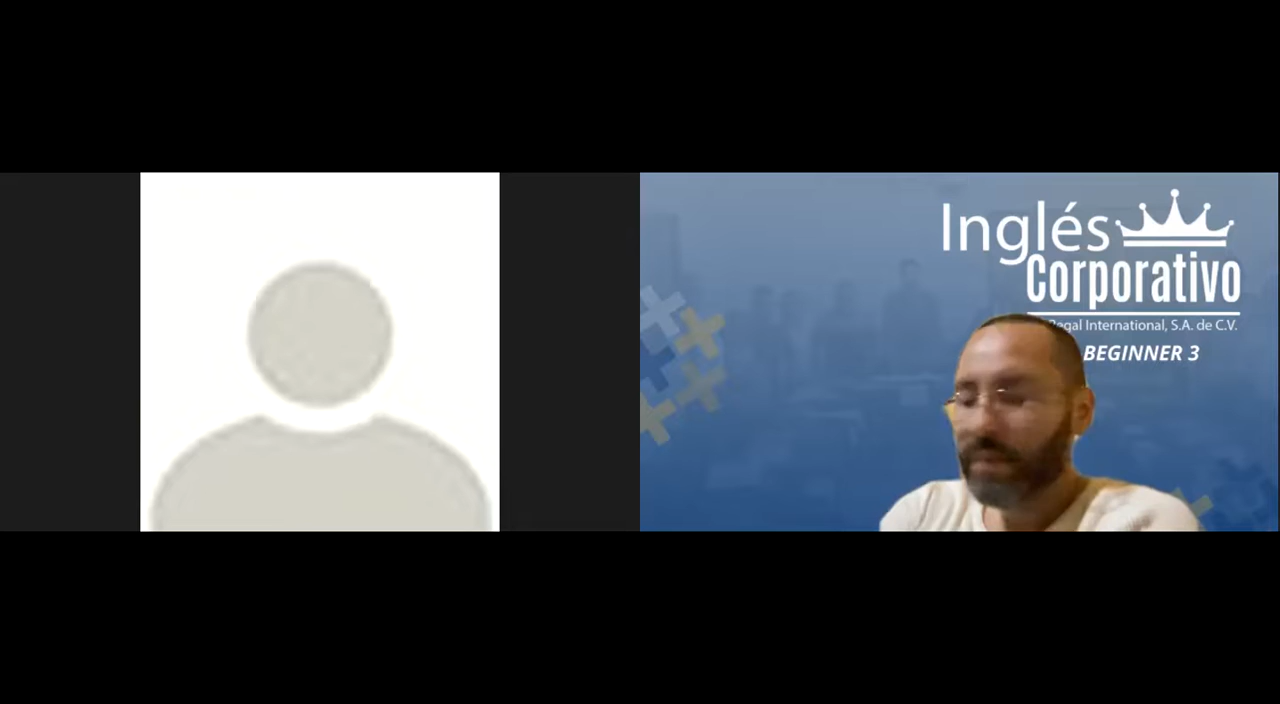 Inglés
Corporativo
Regal International, S.A. de C.V.
BEGINNER 3